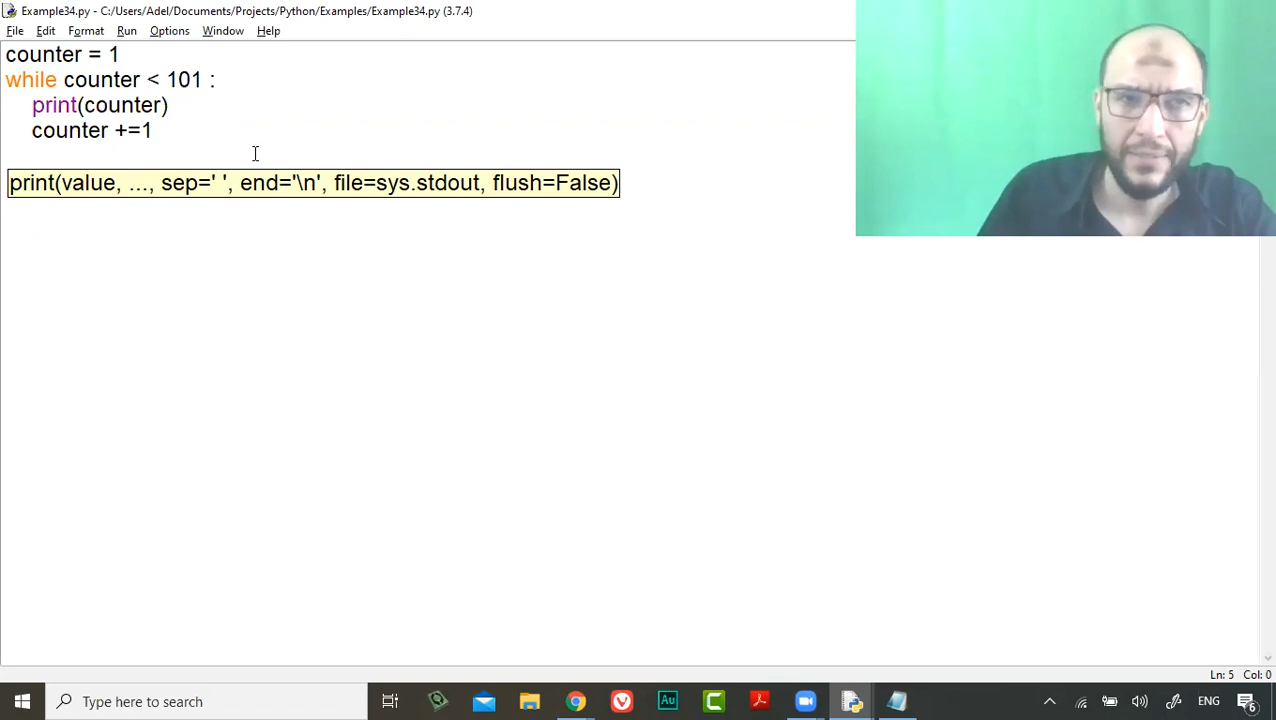 Example34.py - C:/Users/Adel/Documents/Projects/Python/Examples/Example34.py (3.7.4)
File Edit Format Run Options Window Help
counter = 1
while counter < 101 :
print(counter)
counter +=1
print(value, ..., sep=' ', end='\n', file=sys.stdout, flush=False)
Ln: 5 Col: 0
Type here to search
Au
ENG
6